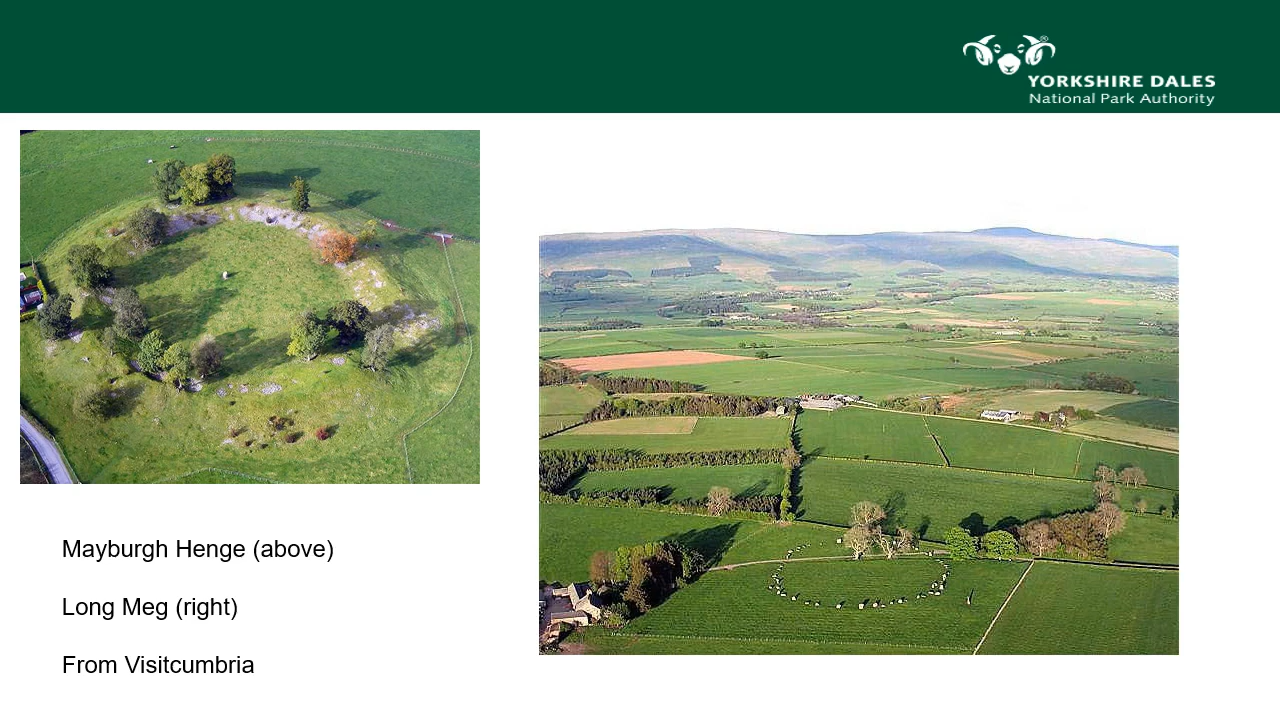 YORKSHIRE DALES
National Park Authority
Mayburgh Henge (above)
Long Meg (right)
From Visitcumbria